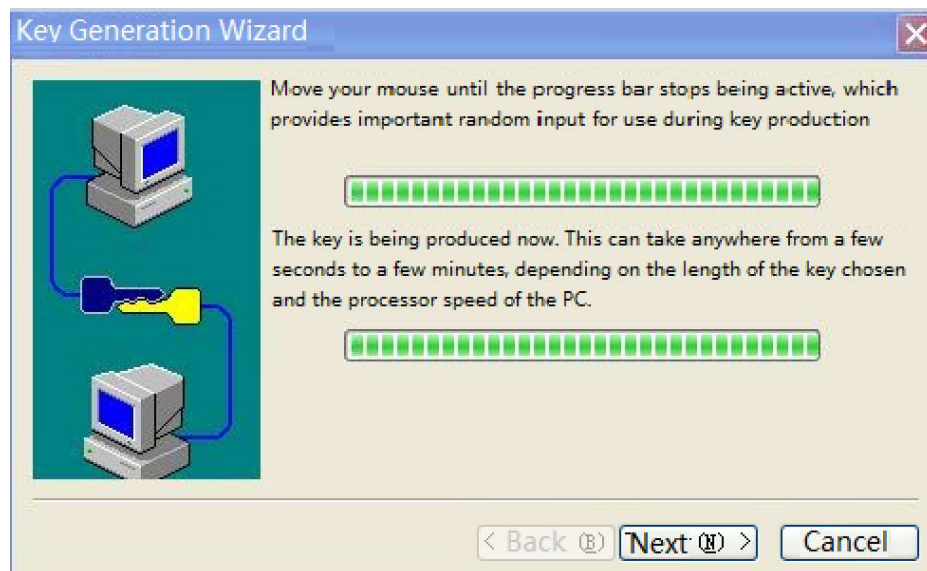 Key Generation Wizard
Move your mouse until the progress bar stops being active, which
provides important random input for use during key production
The key is being produced now. This can take anywhere from a few
seconds to a few minutes, depending on the length of the key chosen
and the processor speed of the PC.
< Back (B) Next (N) > Cancel